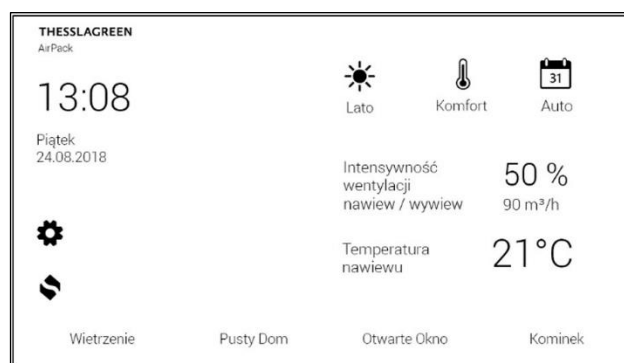 THESSLAGREEN
AirPack
13:08
Piątek
24.08.2018
31
Lato
Komfort
Auto
Intensywność
wentylacji
nawiew / wywiew
50 %
90 m³/h
Temperatura
nawiewu
21°C
Wietrzenie
Pusty Dom
Otwarte Okno
Kominek